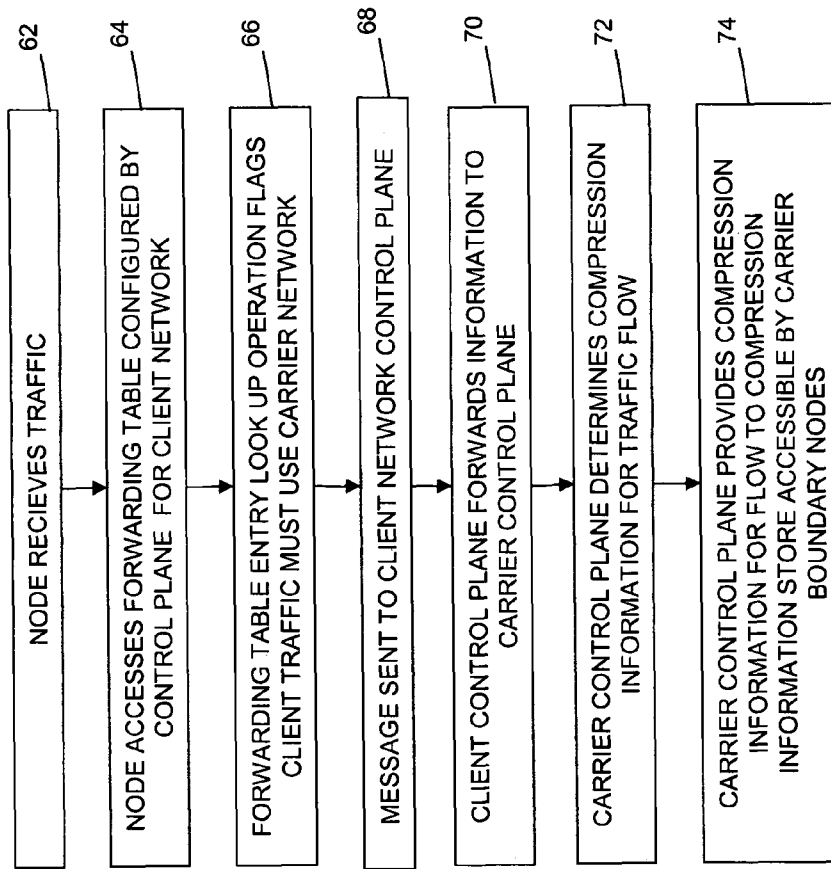 NODE RECIEVES TRAFFIC
62
NODE ACCESSES FORWARDING TABLE CONFIGURED BY
CONTROL PLANE FOR CLIENT NETWORK
64
FORWARDING TABLE ENTRY LOOK UP OPERATION FLAGS
CLIENT TRAFFIC MUST USE CARRIER NETWORK
66
MESSAGE SENT TO CLIENT NETWORK CONTROL PLANE
68
CLIENT CONTROL PLANE FORWARDS INFORMATION TO
CARRIER CONTROL PLANE
70
CARRIER CONTROL PLANE DETERMINES COMPRESSION
INFORMATION FOR TRAFFIC FLOW
72
CARRIER CONTROL PLANE PROVIDES COMPRESSION
INFORMATION FOR FLOW TO COMPRESSION
INFORMATION STORE ACCESSIBLE BY CARRIER
BOUNDARY NODES
74